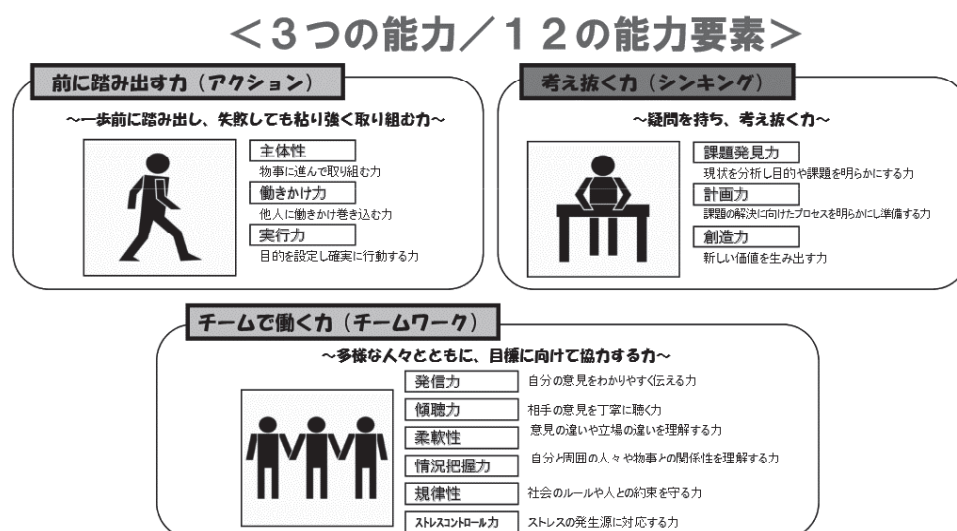 ＜３つの能力／１２の能力要素＞
前に踏み出す力（アクション）
～一歩前に踏み出し、失敗しても粘り強く取り組む力～
主体性
物事に進んで取り組む力
働きかけ力
他人に働きかけ巻き込む力
実行力
目的を設定し確実に行動する力
考え抜く力（シンキング）
～疑問を持ち、考え抜く力～
課題発見力
現状を分析し目的や課題を明らかにする力
計画力
課題の解決に向けたプロセスを明らかにし準備する力
創造力
新しい価値を生み出す力
チームで働く力（チームワーク）
～多様な人々とともに、目標に向けて協力する力～
発信力 自分の意見をわかりやすく伝える力
傾聴力 相手の意見を丁寧に聴く力
柔軟性 意見の違いや立場の違いを理解する力
情況把握力 自分と周囲の人々や物事との関係性を理解する力
規律性 社会のルールや人との約束を守る力
ストレスコントロール力 ストレスの発生源に対応する力